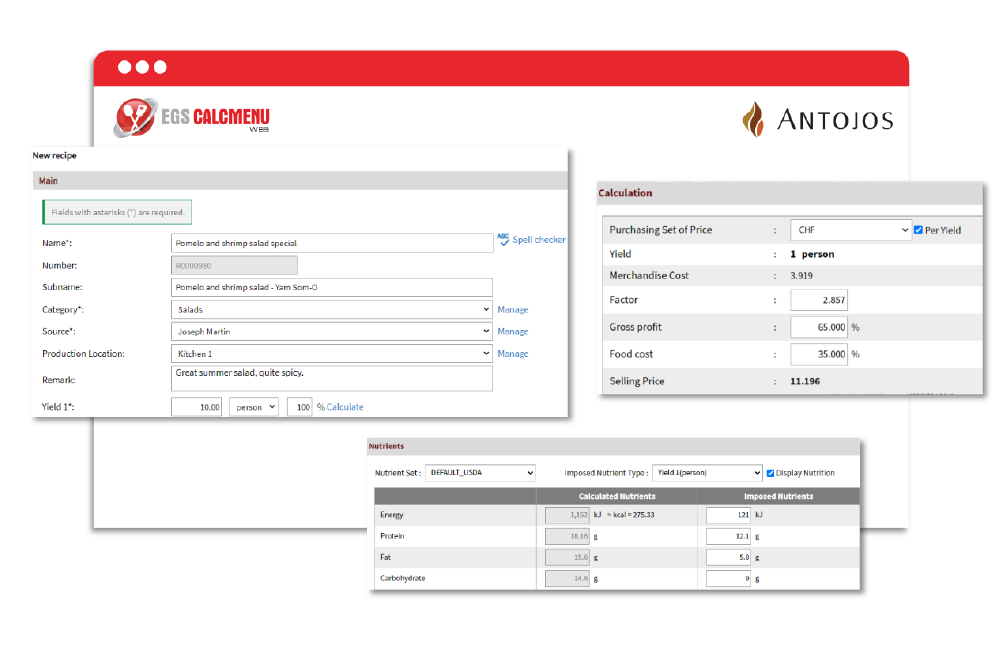 EGS CALCMENU
WEB
ANTOJOS
New recipe
Main
Fields with asterisks (*) are required.
Name*: Pomelo and shrimp salad special ABC Spell checker
Number: R0000980
Subname: Pomelo and shrimp salad - Yam Som-O
Category*: Salads Manage
Source*: Joseph Martin Manage
Production Location: Kitchen 1 Manage
Remark: Great summer salad, quite spicy.
Yield 1*: 10.00 person 100 % Calculate
Calculation
Purchasing Set of Price : CHF Per Yield
Yield : 1 person
Merchandise Cost : 3.919
Factor : 2.857
Gross profit : 65.000 %
Food cost : 35.000 %
Selling Price : 11.196
Nutrients
Nutrient Set : DEFAULT_USDA Imposed Nutrient Type : Yield 1(person) Display Nutrition
Calculated Nutrients Imposed Nutrients
Energy 1,152 kJ > kcal = 275.33 121 kJ
Protein 18.16 g 12.1 g
Fat 15.6 g 5.8 g
Carbohydrate 14.6 g 9 g